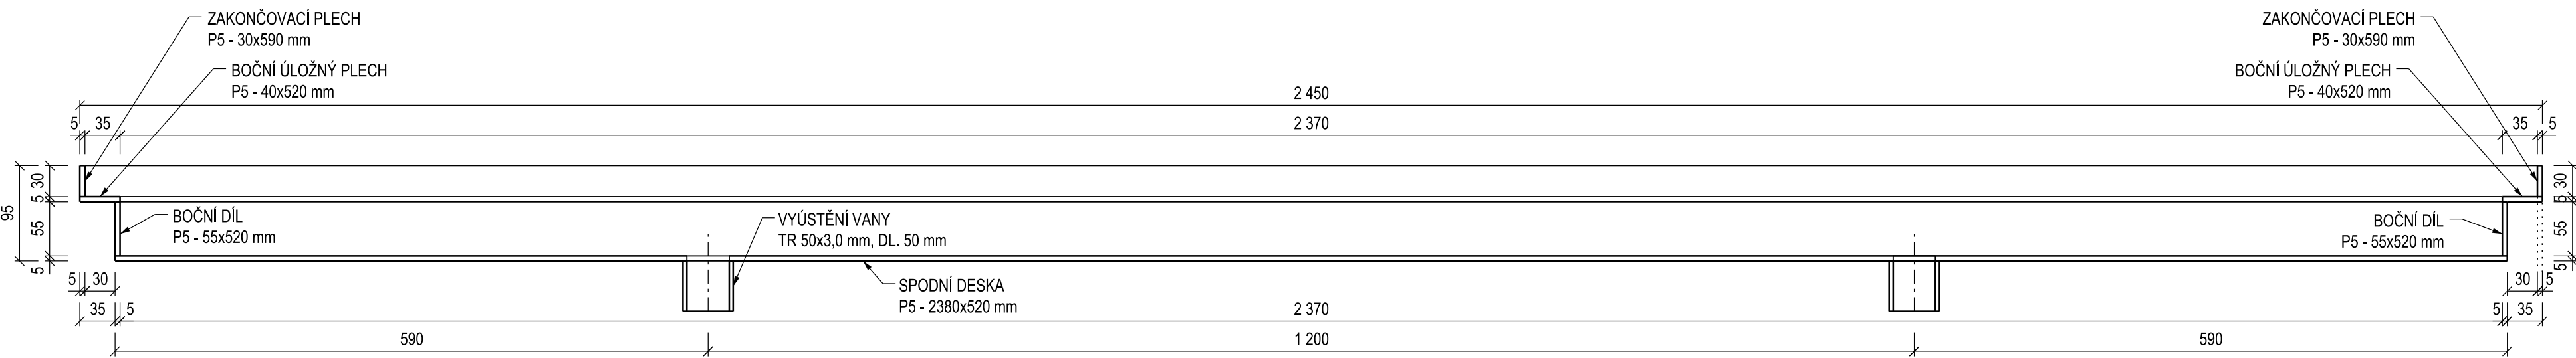 ZAKONČOVACÍ PLECH
P5 - 30x590 mm
BOČNÍ ÚLOŽNÝ PLECH
P5 - 40x520 mm
ZAKONČOVACÍ PLECH
P5 - 30x590 mm
BOČNÍ ÚLOŽNÝ PLECH
P5 - 40x520 mm
2 450
5 35 2 370 35 5
95
30
5
55
5
30
5
55
5
BOČNÍ DÍL
P5 - 55x520 mm
VYÚSTĚNÍ VANY
TR 50x3,0 mm, DL. 50 mm
BOČNÍ DÍL
P5 - 55x520 mm
SPODNÍ DESKA
P5 - 2380x520 mm
5 30 30 5
35 5 2 370 5 35
590 1 200 590